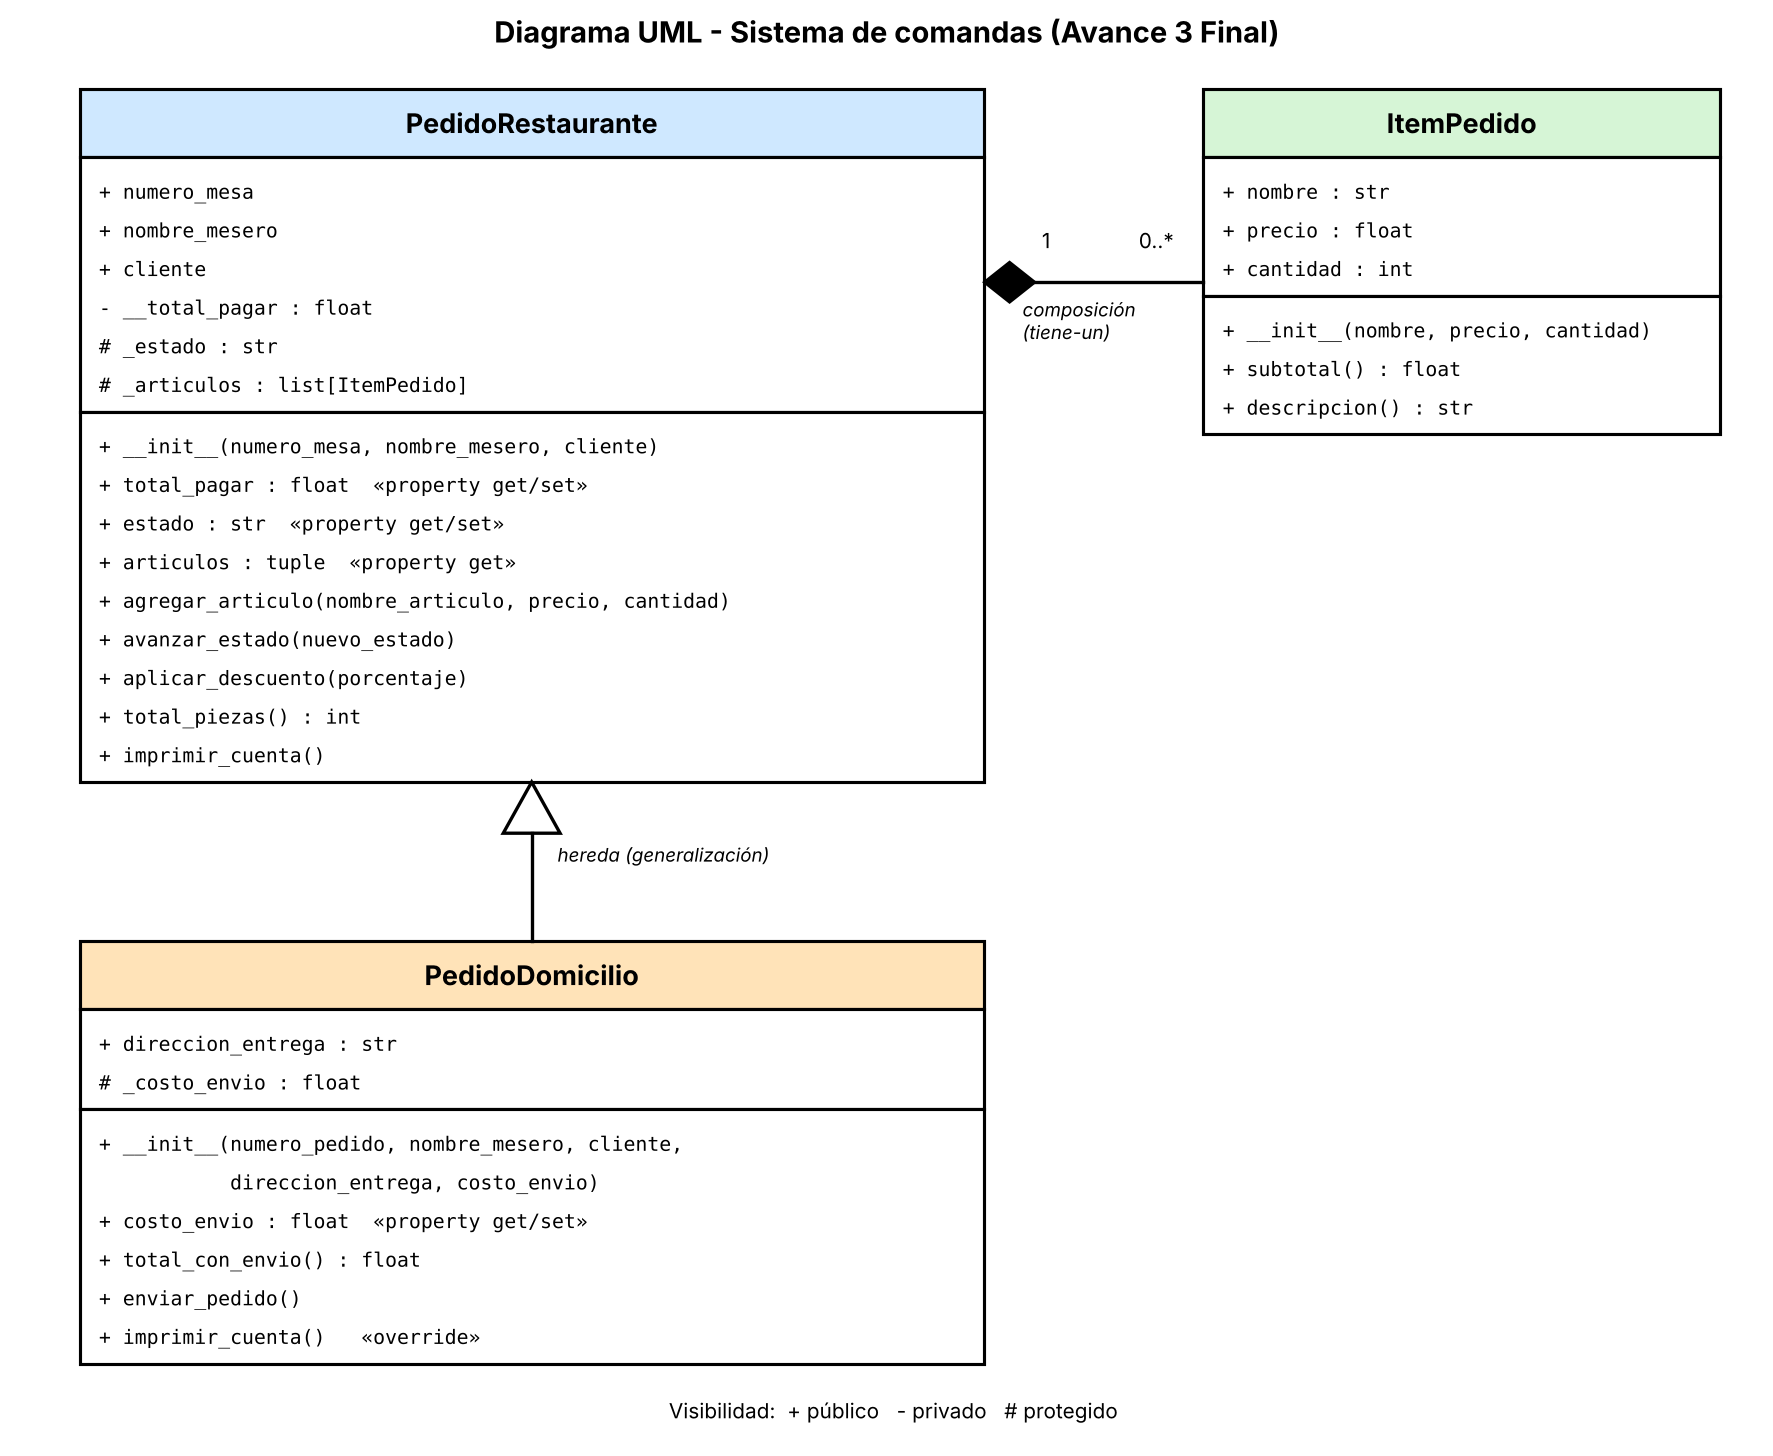 Diagrama UML - Sistema de comandas (Avance 3 Final)
PedidoRestaurante
+ numero_mesa
+ nombre_mesero
+ cliente
- __total_pagar : float
# _estado : str
# _articulos : list[ItemPedido]
+ __init__(numero_mesa, nombre_mesero, cliente)
+ total_pagar : float  «property get/set»
+ estado : str  «property get/set»
+ articulos : tuple  «property get»
+ agregar_articulo(nombre_articulo, precio, cantidad)
+ avanzar_estado(nuevo_estado)
+ aplicar_descuento(porcentaje)
+ total_piezas() : int
+ imprimir_cuenta()
1
0..*
composición
(tiene-un)
ItemPedido
+ nombre : str
+ precio : float
+ cantidad : int
+ __init__(nombre, precio, cantidad)
+ subtotal() : float
+ descripcion() : str
hereda (generalización)
PedidoDomicilio
+ direccion_entrega : str
# _costo_envio : float
+ __init__(numero_pedido, nombre_mesero, cliente,
direccion_entrega, costo_envio)
+ costo_envio : float  «property get/set»
+ total_con_envio() : float
+ enviar_pedido()
+ imprimir_cuenta()   «override»
Visibilidad:  + público   - privado   # protegido